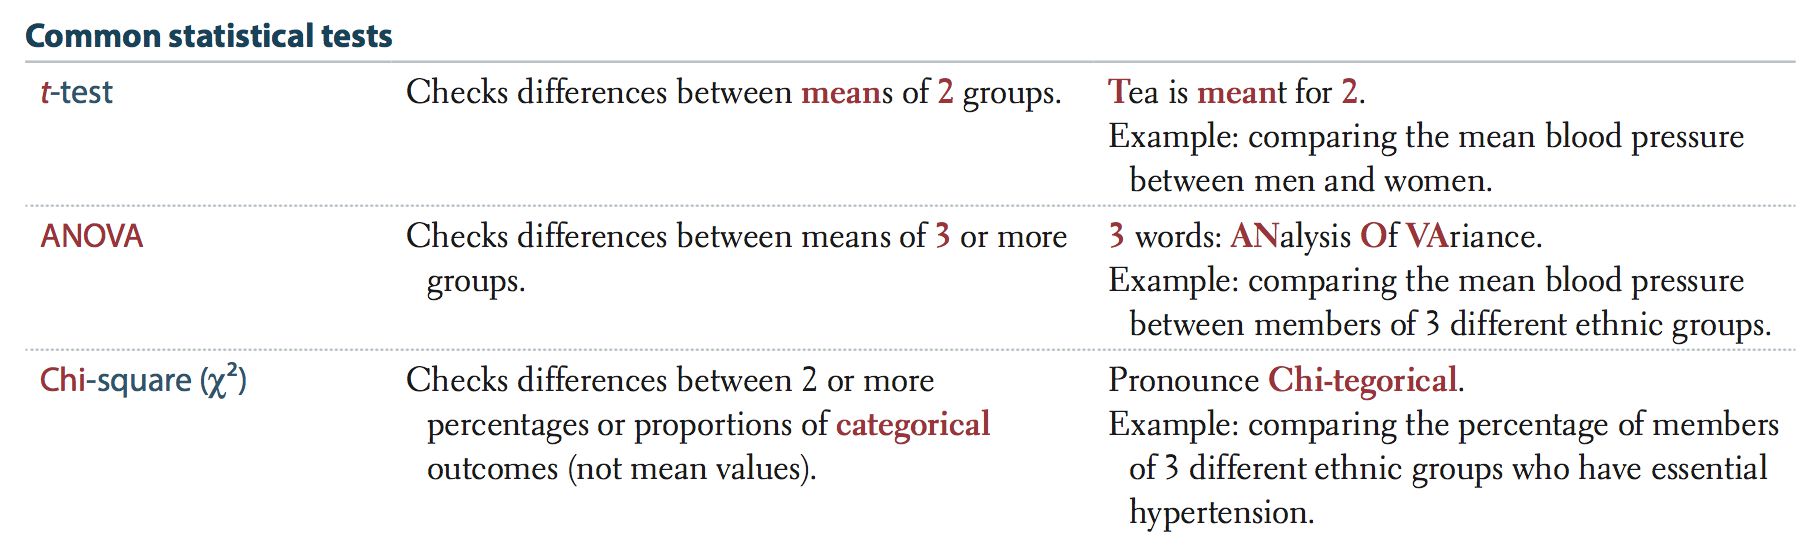 Common statistical tests
t-test
Checks differences between means of 2 groups.
Tea is meant for 2.
Example: comparing the mean blood pressure
between men and women.
ANOVA
Checks differences between means of 3 or more
groups.
3 words: ANalysis Of VAriance.
Example: comparing the mean blood pressure
between members of 3 different ethnic groups.
Chi-square (χ²)
Checks differences between 2 or more
percentages or proportions of categorical
outcomes (not mean values).
Pronounce Chi-tegorical.
Example: comparing the percentage of members
of 3 different ethnic groups who have essential
hypertension.